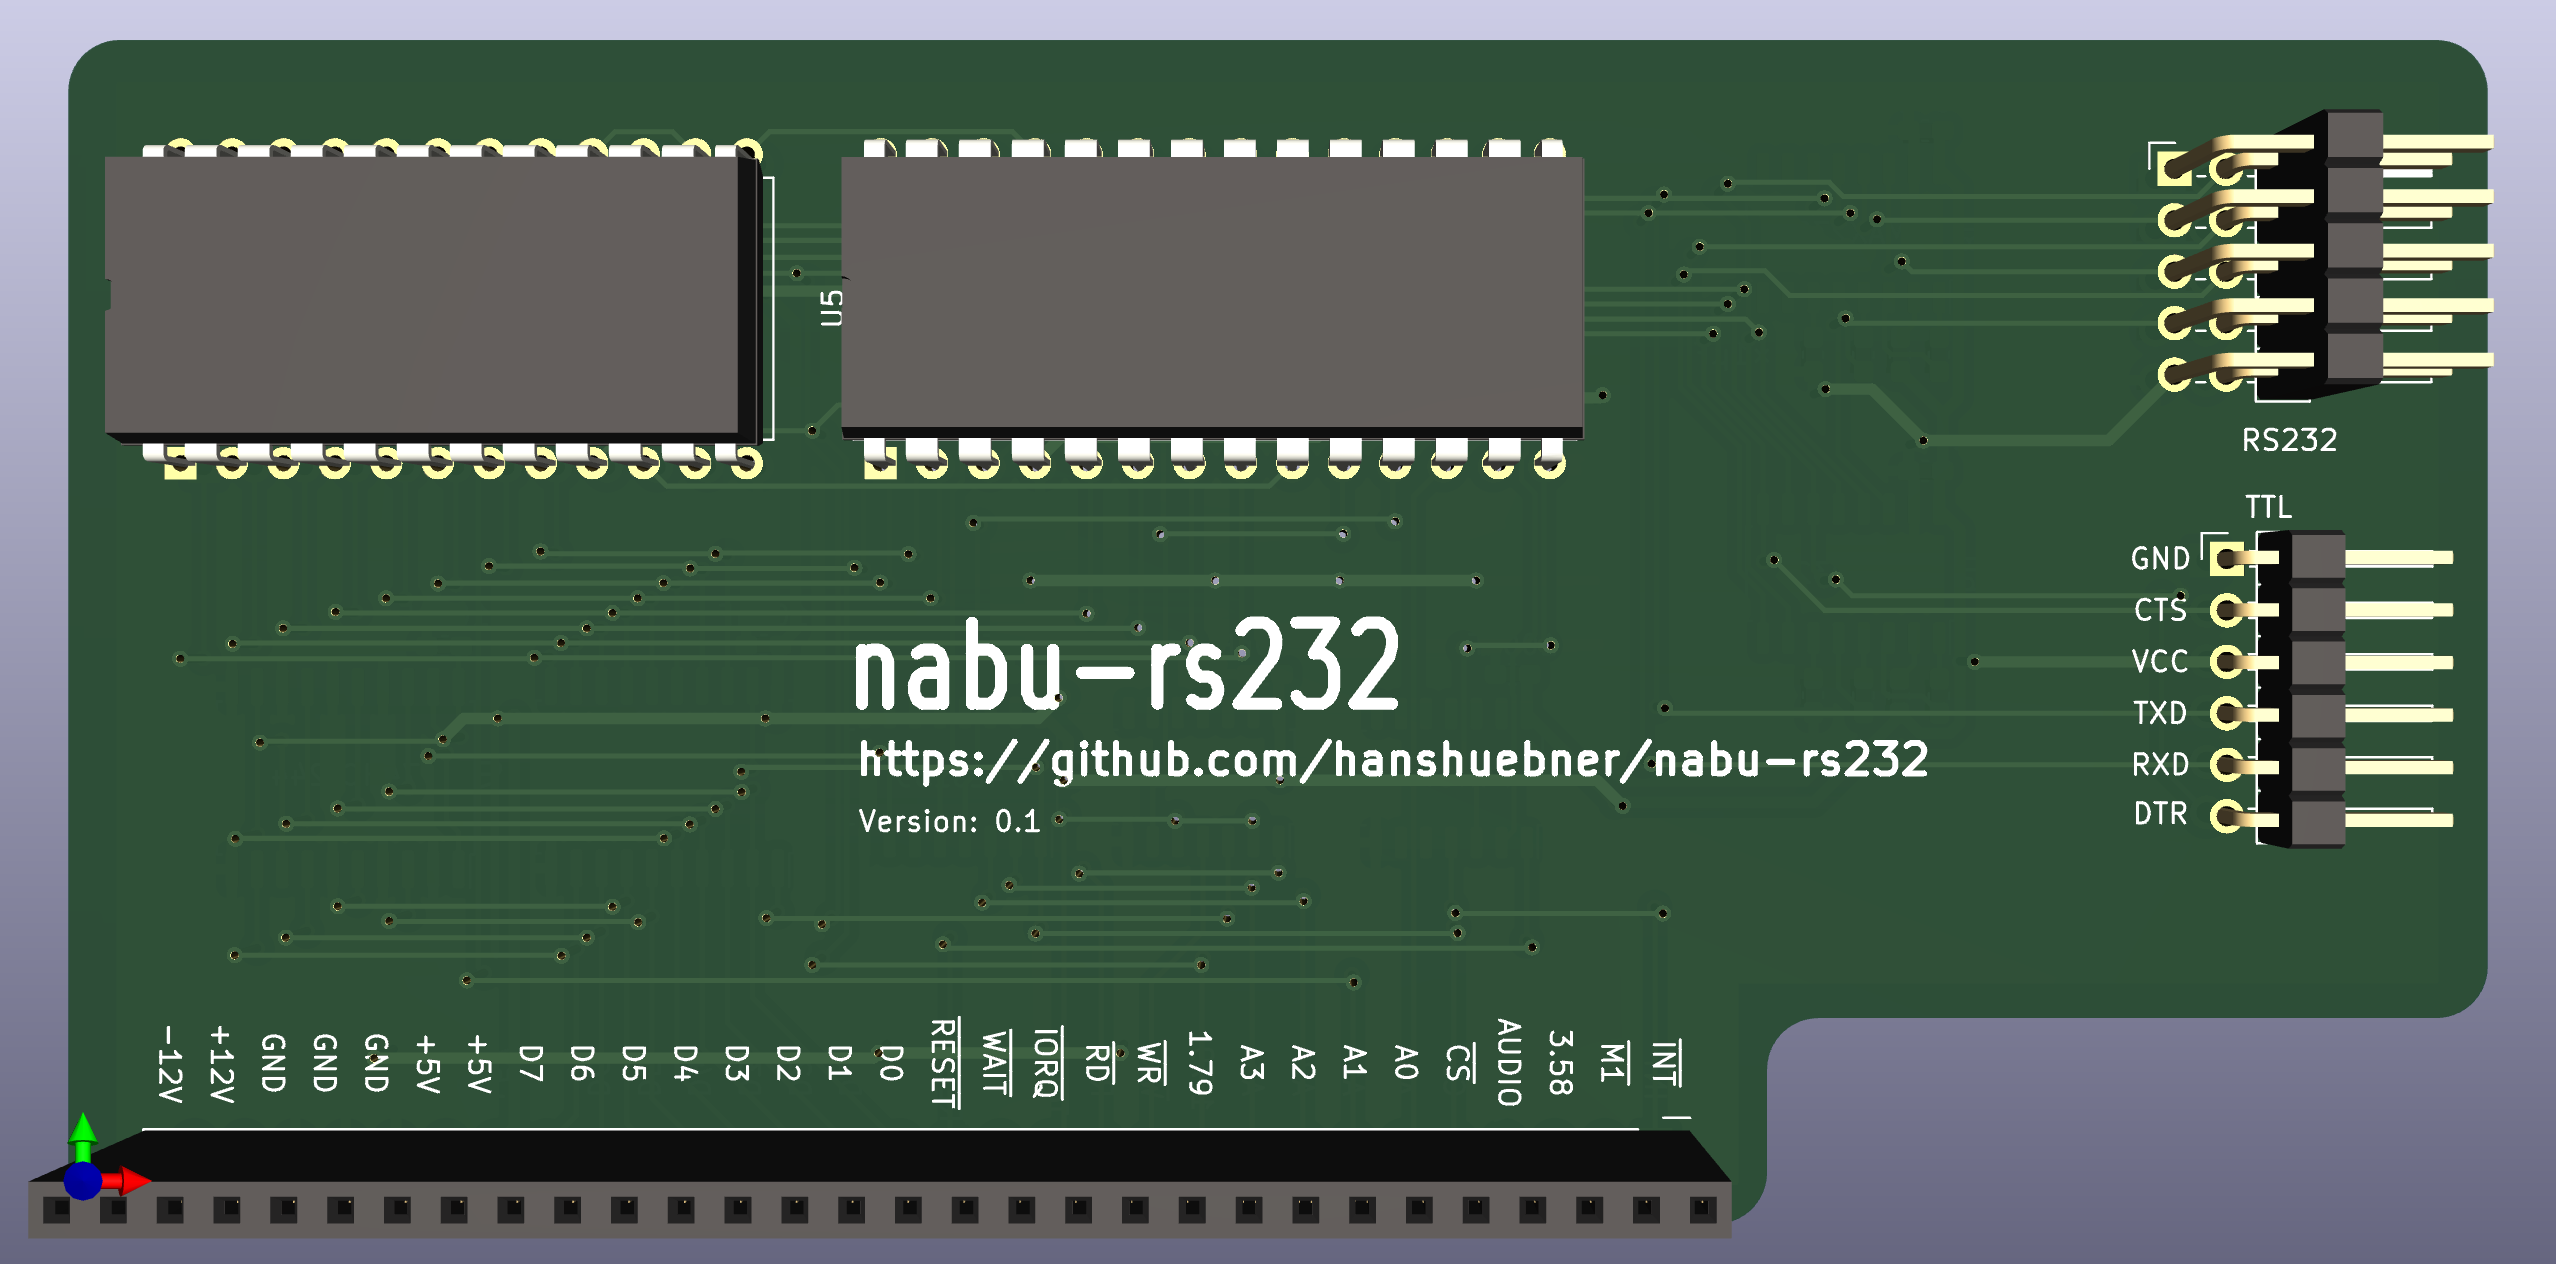 U5
RS232
TTL
GND
CTS
VCC
TXD
RXD
DTR
nabu-rs232
https://github.com/hanshuebner/nabu-rs232
Version: 0.1
-12V
+12V
GND
GND
GND
+5V
+5V
D7
D6
D5
D4
D3
D2
D1
D0
RESET
WAIT
IORQ
RD
WR
1.79
A3
A2
A1
A0
CS
AUDIO
3.58
M1
INT